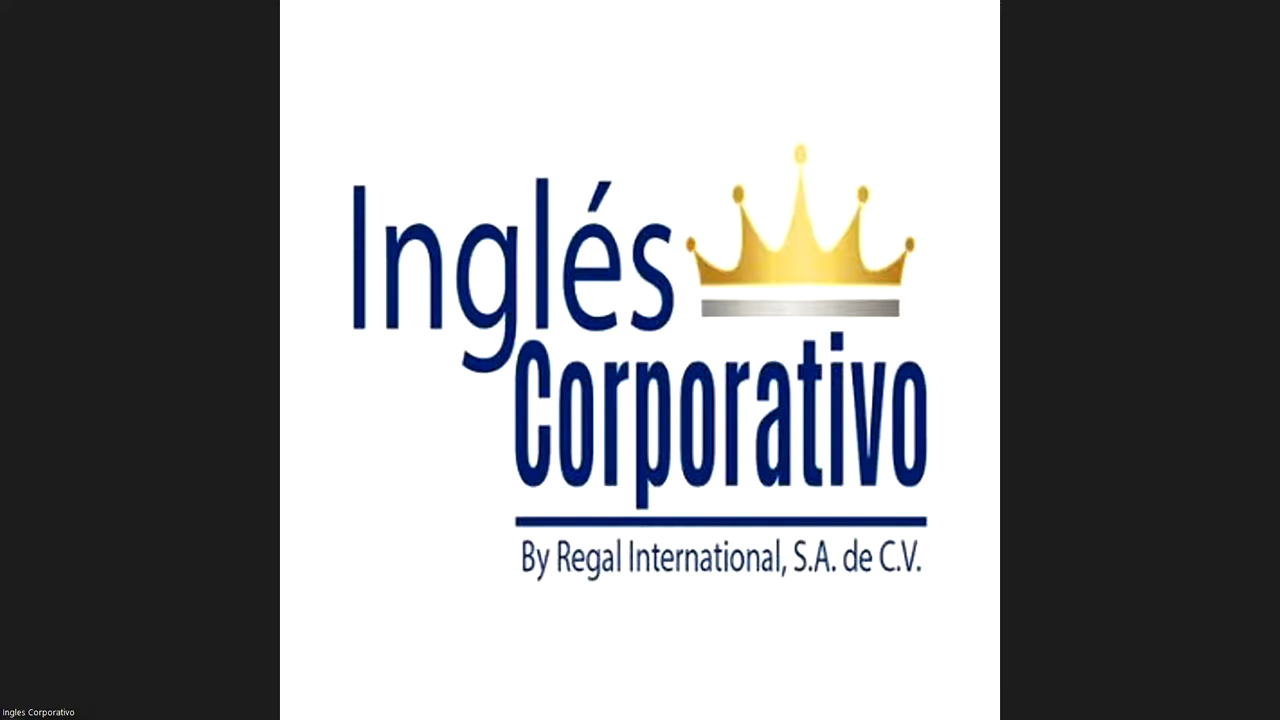 Inglés
Corporativo
By Regal International, S.A. de C.V.
Ingles Corporativo